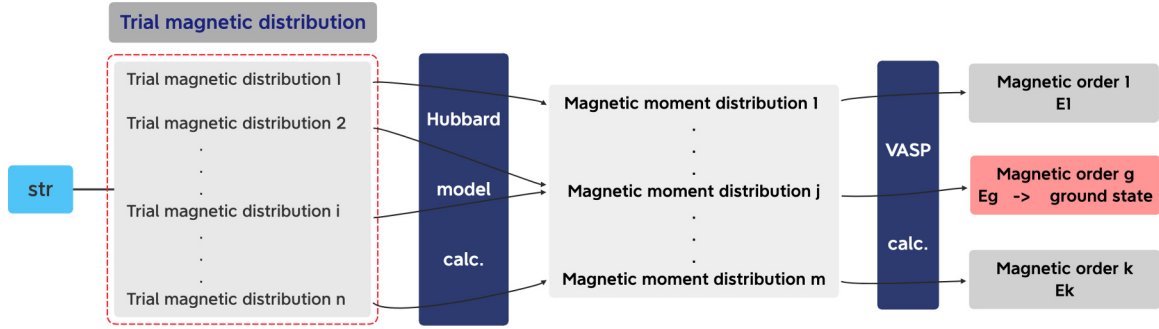 Trial magnetic distribution
str
Trial magnetic distribution 1
Trial magnetic distribution 2
.
.
.
Trial magnetic distribution i
.
.
.
Trial magnetic distribution n
Hubbard
model
calc.
Magnetic moment distribution 1
.
.
.
Magnetic moment distribution j
.
.
.
Magnetic moment distribution m
VASP
calc.
Magnetic order 1
E1
Magnetic order g
Eg -> ground state
Magnetic order k
Ek